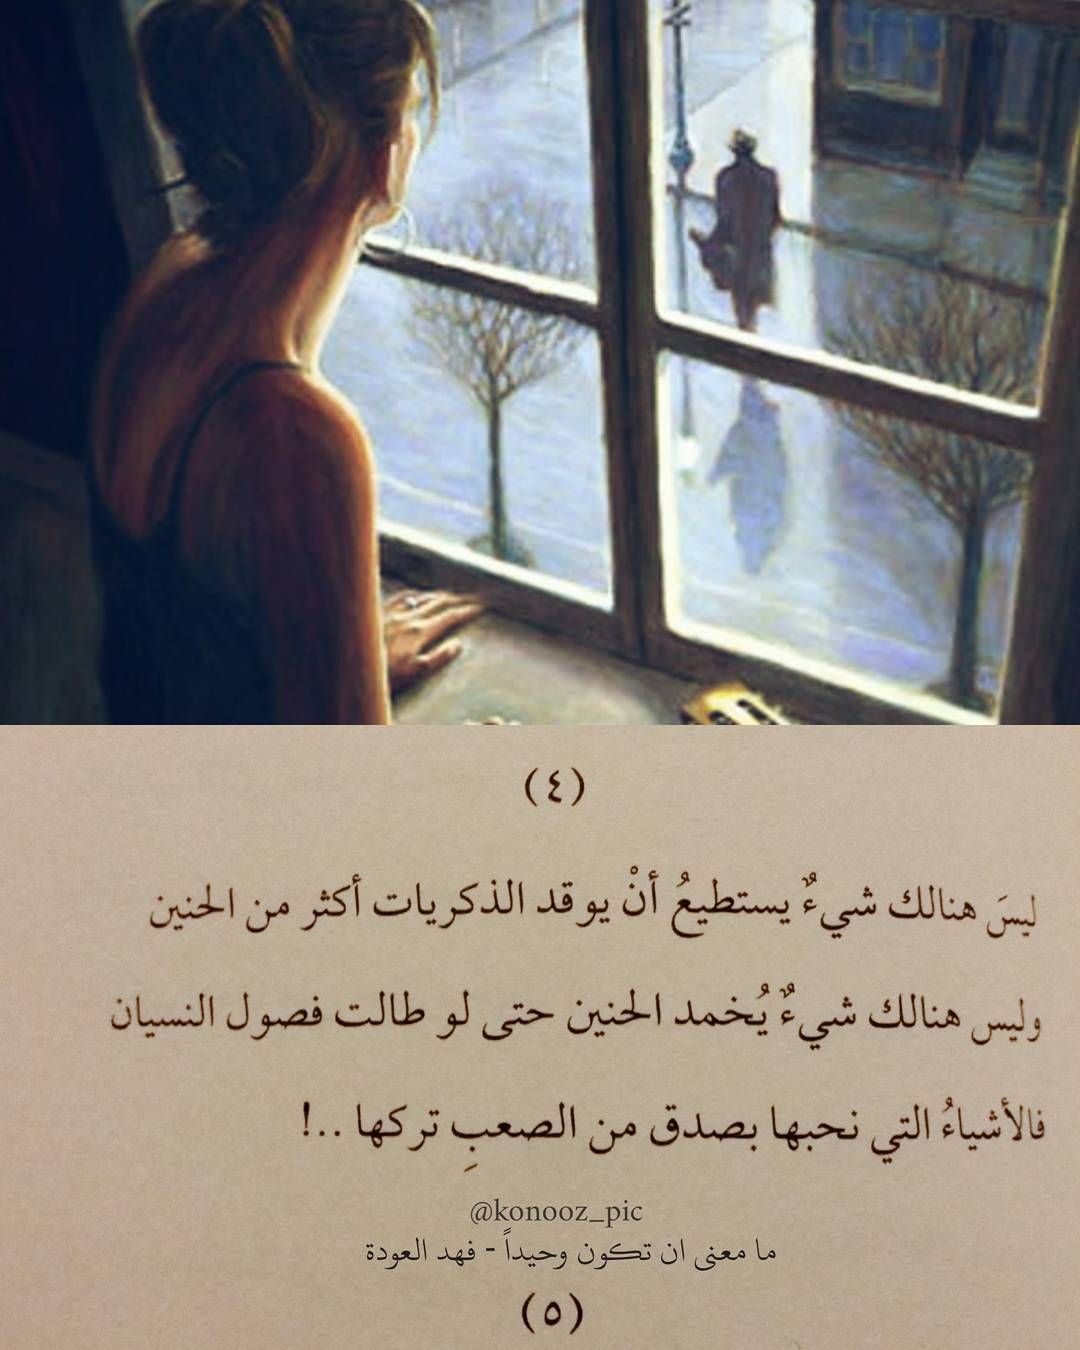 (٤)
ليسَ هنالك شيءٌ يستطيعُ أنْ يوقد الذكريات أكثر من الحنين
وليس هنالك شيءٌ يُخمد الحنين حتى لو طالت فصول النسيان
فالأشياءُ التي نحبها بصدق من الصعبِ تركها ..!
@konooz_pic
ما معنى ان تكون وحيداً - فهد العودة
(٥)